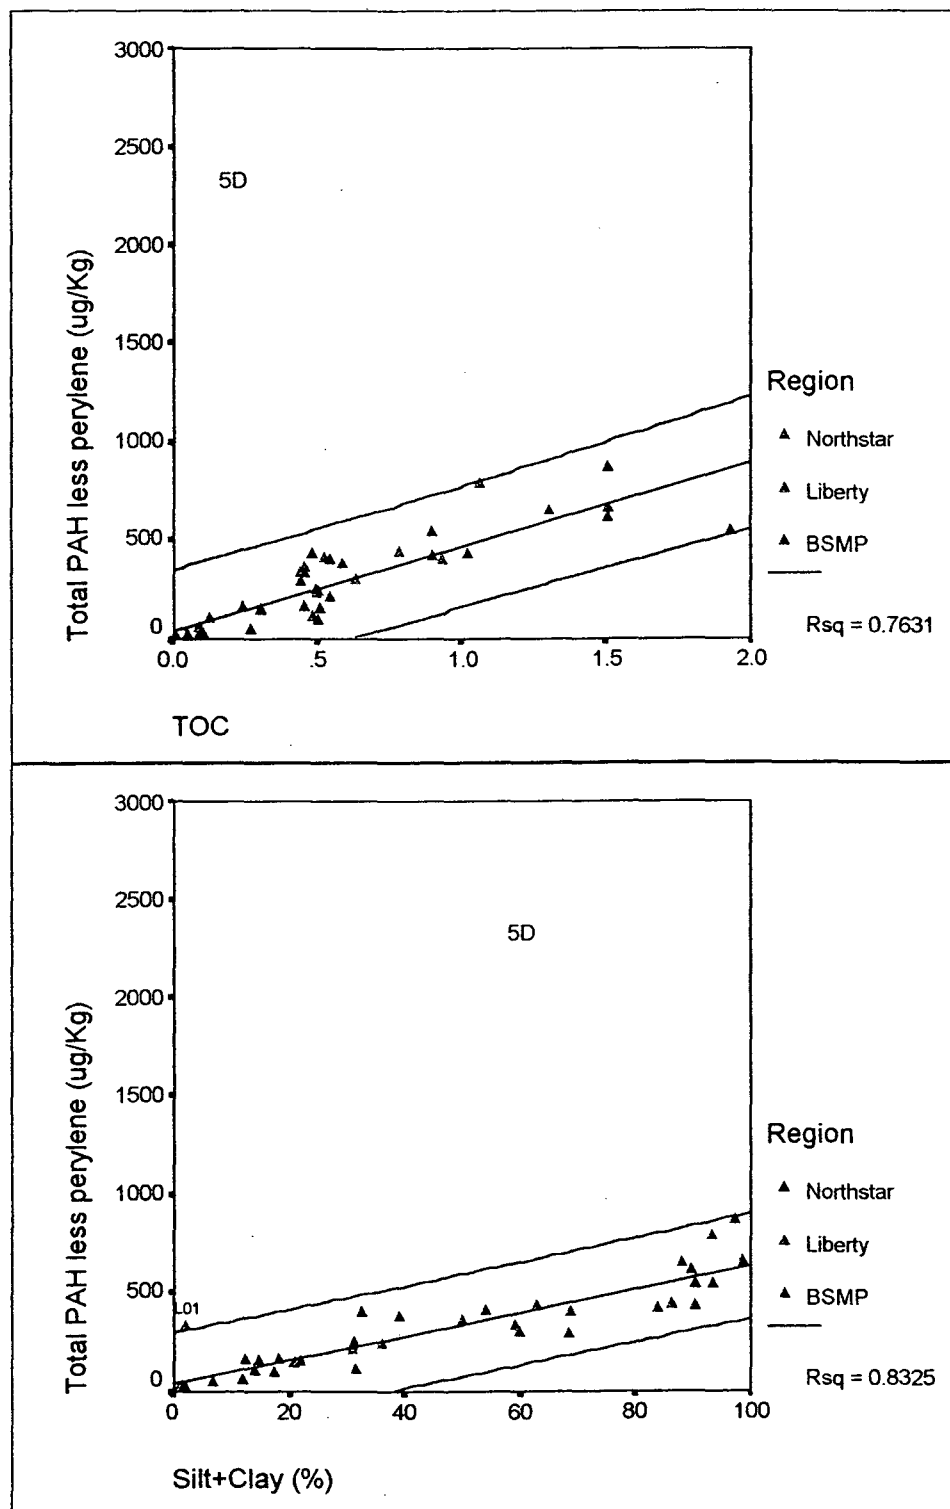 3000
2500
5D
2000
1500
Total PAH less perylene (ug/Kg)
Region
1000
Northstar
Liberty
500
BSMP
0
Rsq = 0.7631
0.0 .5 1.0 1.5 2.0
TOC
3000
2500
5D
2000
1500
Total PAH less perylene (ug/Kg)
Region
1000
Northstar
Liberty
500
L01
BSMP
0
Rsq = 0.8325
0 20 40 60 80 100
Silt+Clay (%)